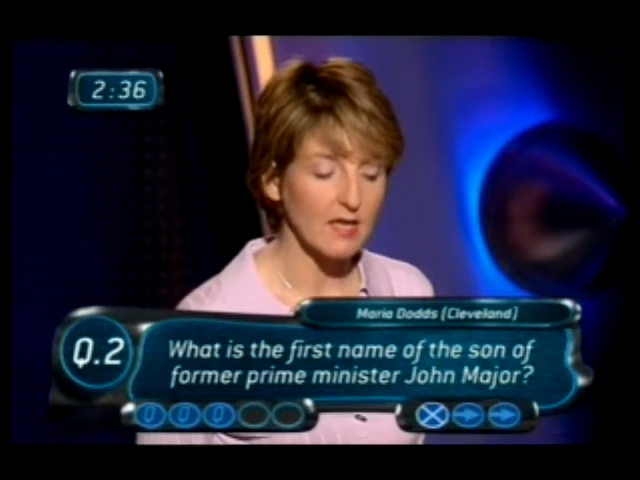 2:36
Maria Dodds (Cleveland)
Q.2
What is the first name of the son of
former prime minister John Major?